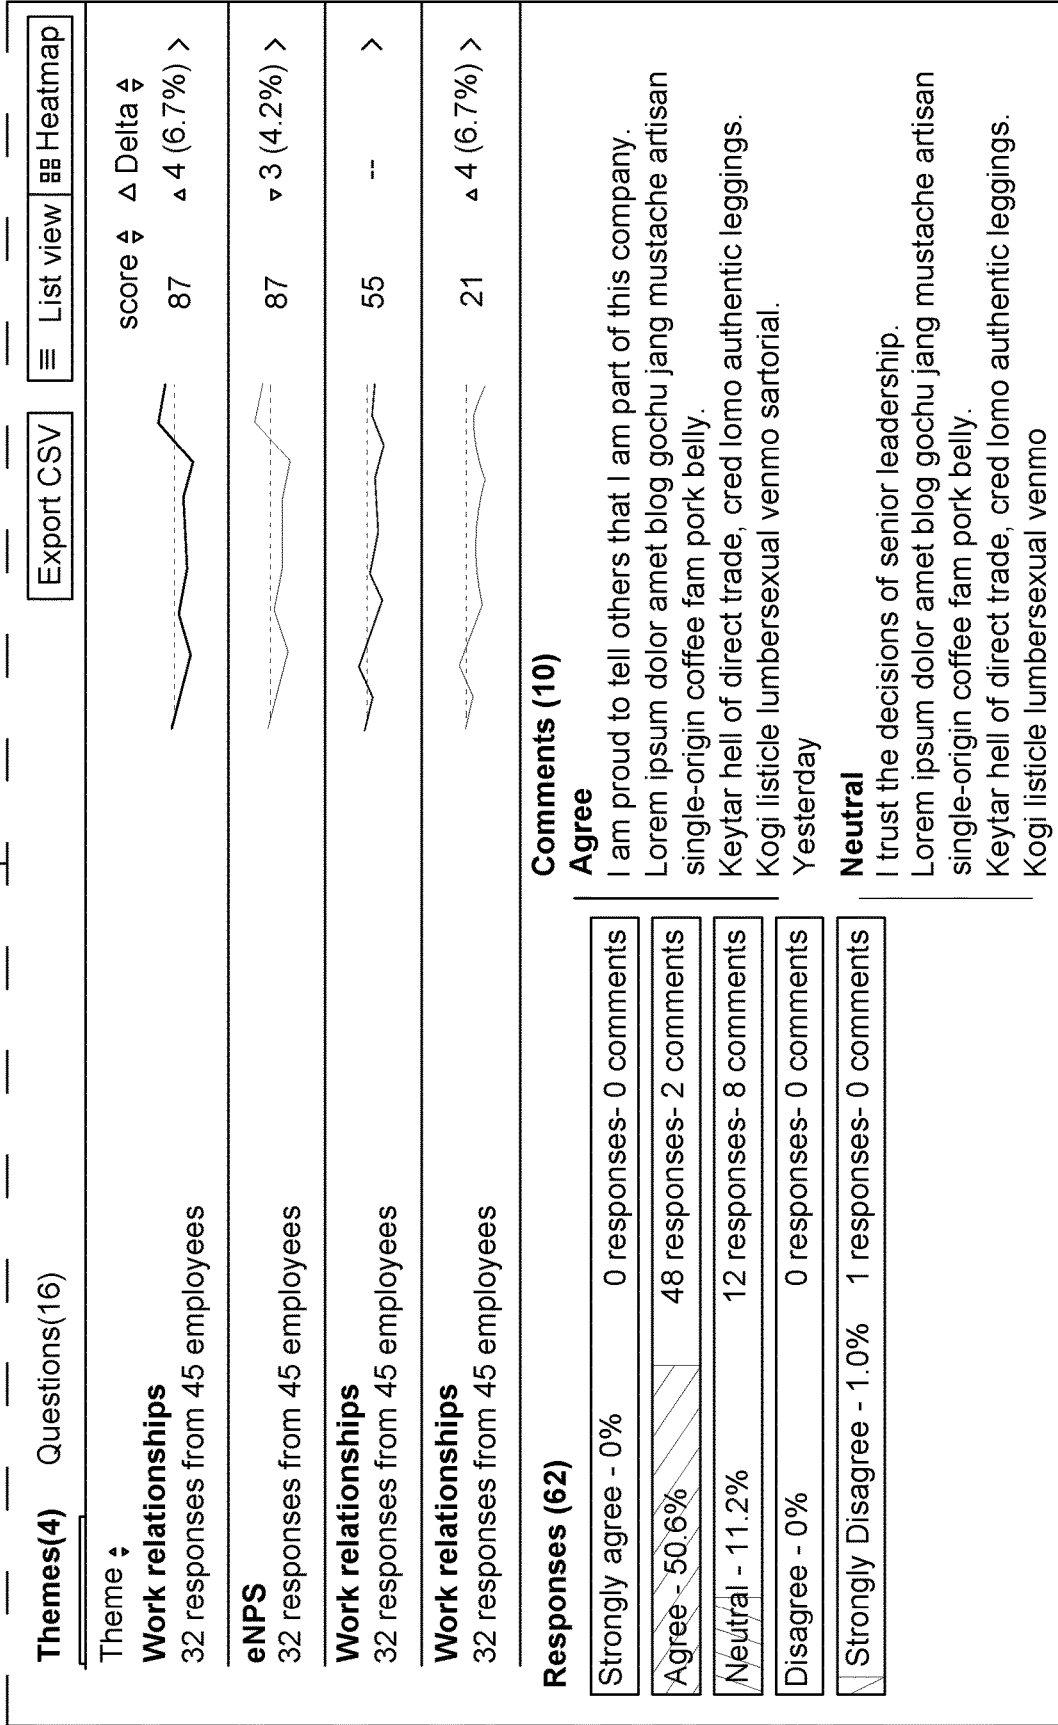 Themes(4) Questions(16) Export CSV List view Heatmap
Theme score Delta
Work relationships
32 responses from 45 employees 87 4 (6.7%) >
eNPS
32 responses from 45 employees 87 3 (4.2%) >
Work relationships
32 responses from 45 employees 55 -- >
Work relationships
32 responses from 45 employees 21 4 (6.7%) >
Responses (62)
Strongly agree - 0% 0 responses- 0 comments
Agree - 50.6% 48 responses- 2 comments
Neutral - 11.2% 12 responses- 8 comments
Disagree - 0% 0 responses- 0 comments
Strongly Disagree - 1.0% 1 responses- 0 comments
Comments (10)
Agree
I am proud to tell others that I am part of this company.
Lorem ipsum dolor amet blog gochu jang mustache artisan
single-origin coffee fam pork belly.
Keytar hell of direct trade, cred lomo authentic leggings.
Kogi listicle lumbersexual venmo sartorial.
Yesterday
Neutral
I trust the decisions of senior leadership.
Lorem ipsum dolor amet blog gochu jang mustache artisan
single-origin coffee fam pork belly.
Keytar hell of direct trade, cred lomo authentic leggings.
Kogi listicle lumbersexual venmo